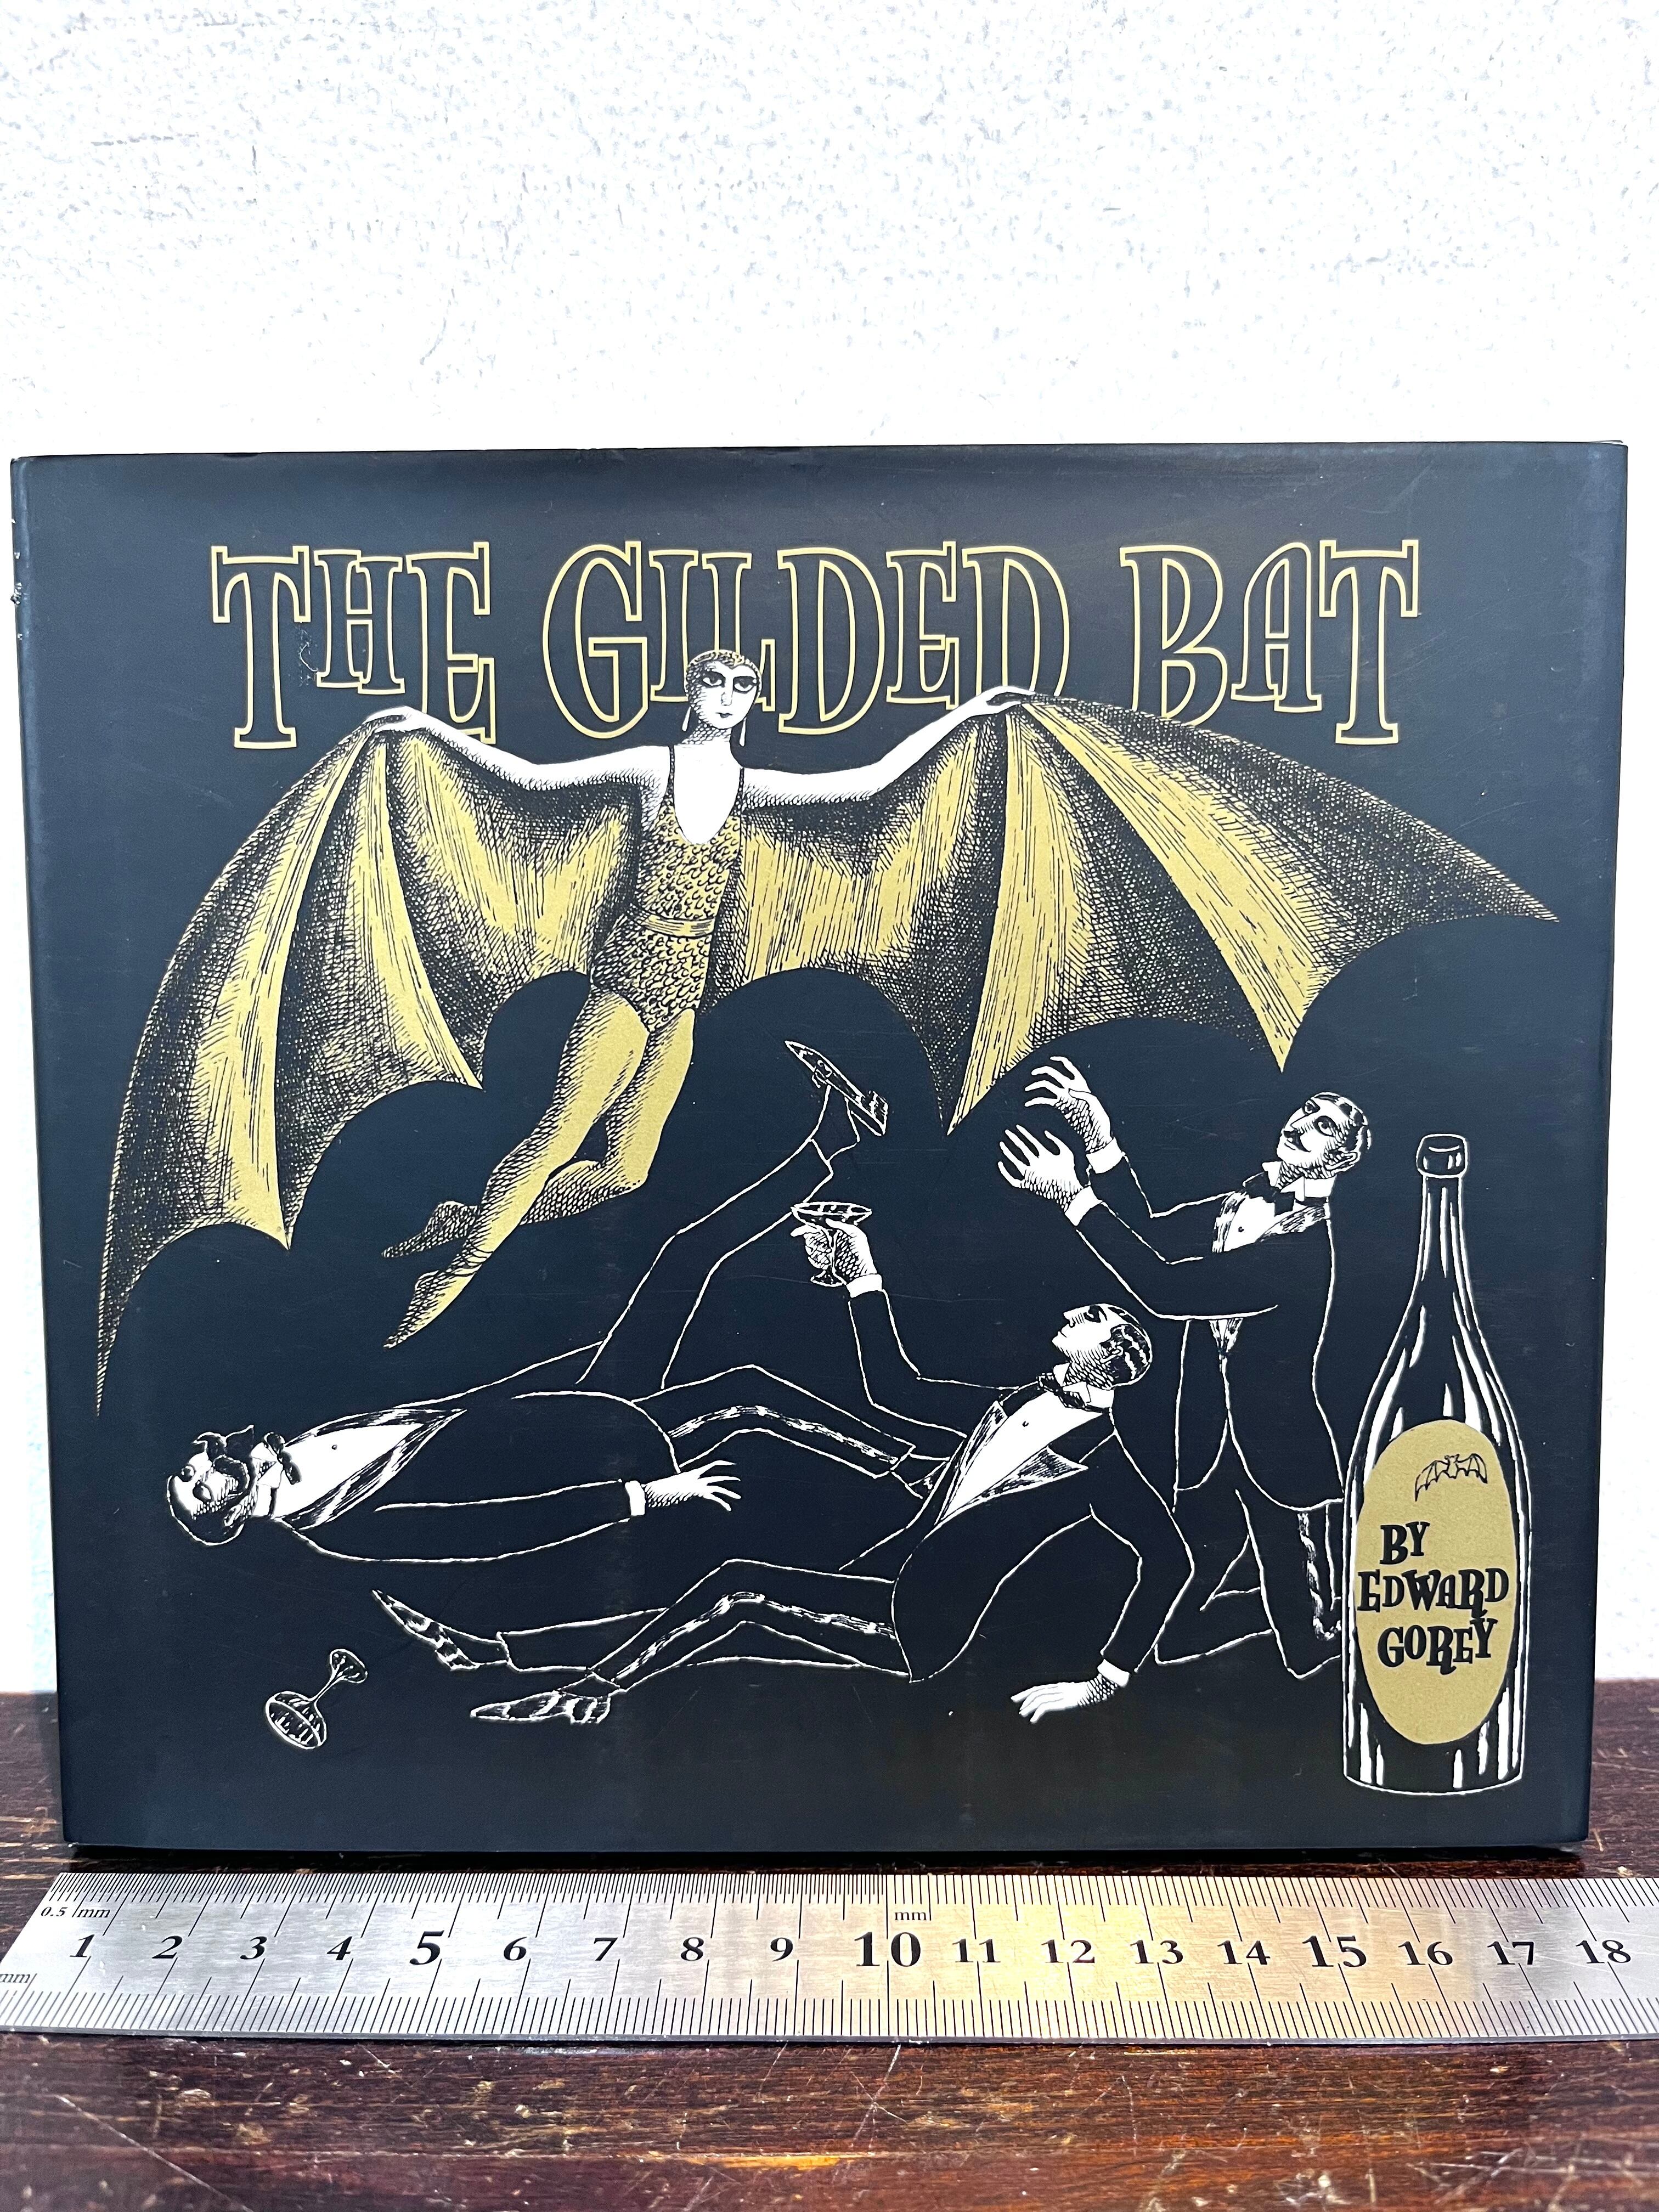 THE GILDED BAT
BY
EDWARD
GOREY
0.5 mm
mm
1 2 3 4 5 6 7 8 9 10 11 12 13 14 15 16 17 18
mm